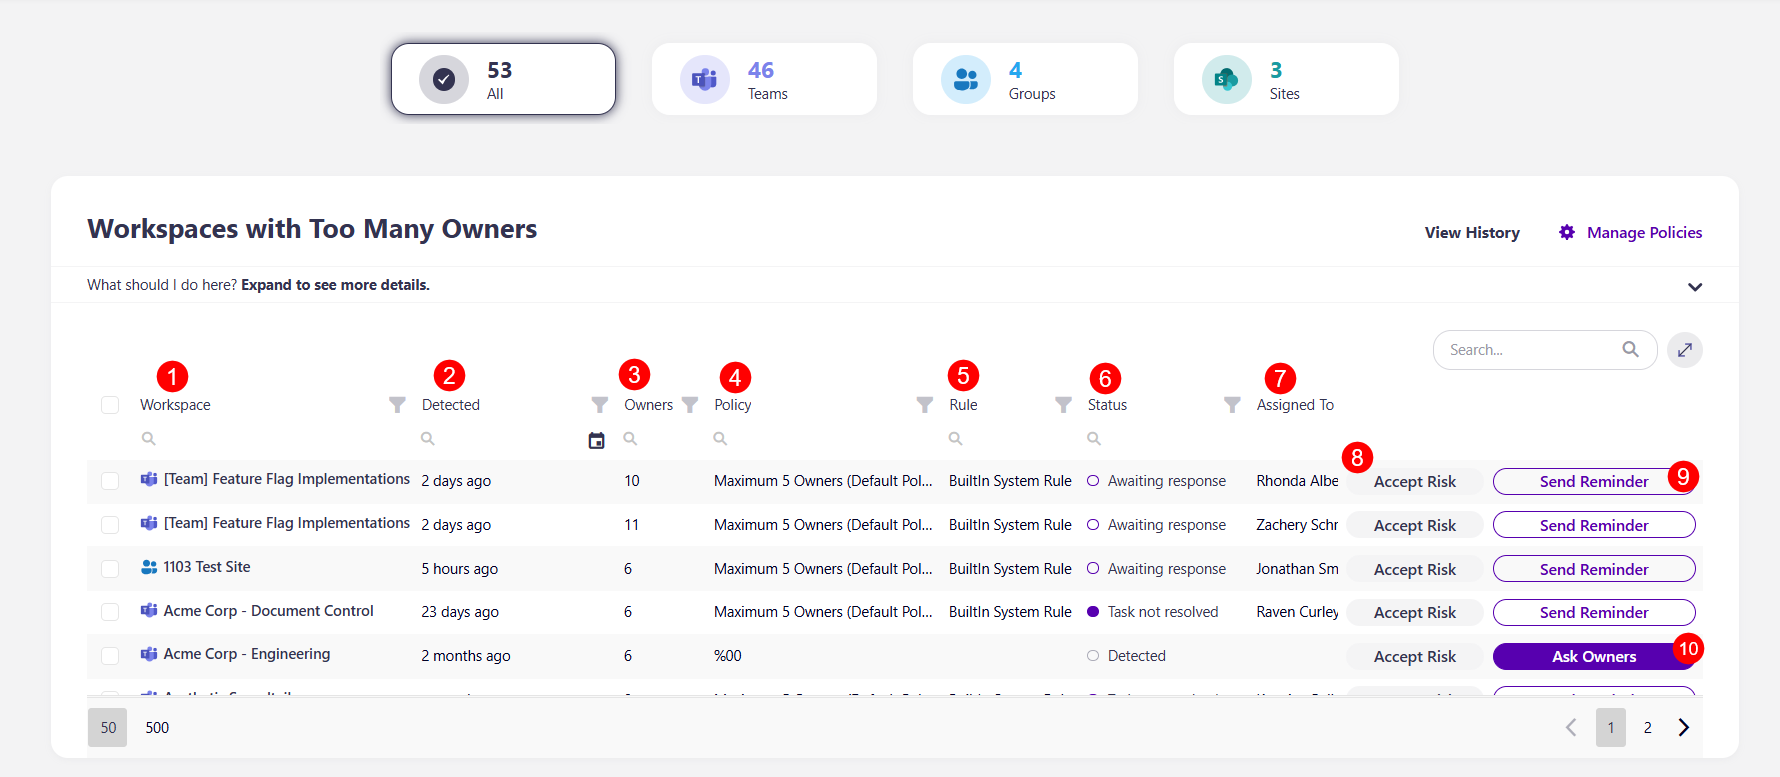 53
All
46
Teams
4
Groups
3
Sites
Workspaces with Too Many Owners
View History
Manage Policies
What should I do here? Expand to see more details.
Search...
1 2 3 4 5 6 7
Workspace Detected Owners Policy Rule Status Assigned To
8
[Team] Feature Flag Implementations 2 days ago 10 Maximum 5 Owners (Default Pol... BuiltIn System Rule Awaiting response Rhonda Albe Accept Risk Send Reminder 9
[Team] Feature Flag Implementations 2 days ago 11 Maximum 5 Owners (Default Pol... BuiltIn System Rule Awaiting response Zachery Schr Accept Risk Send Reminder
1103 Test Site 5 hours ago 6 Maximum 5 Owners (Default Pol... BuiltIn System Rule Awaiting response Jonathan Sm Accept Risk Send Reminder
Acme Corp - Document Control 23 days ago 6 Maximum 5 Owners (Default Pol... BuiltIn System Rule Task not resolved Raven Curley Accept Risk Send Reminder
Acme Corp - Engineering 2 months ago 6 %00 Detected Accept Risk Ask Owners 10
50 500 1 2